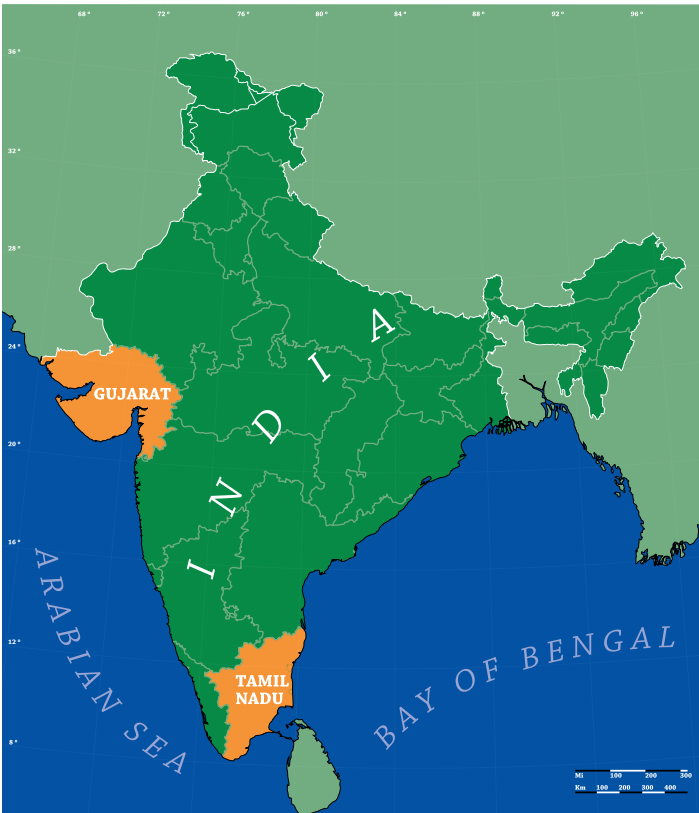 68° 72° 76° 80° 84° 88° 92° 96°
36°
32°
28°
24°
20°
16°
12°
8°
INDIA
GUJARAT
TAMIL
NADU
ARABIAN SEA
BAY OF BENGAL
Mi 100 200 300
Km 100 200 300 400